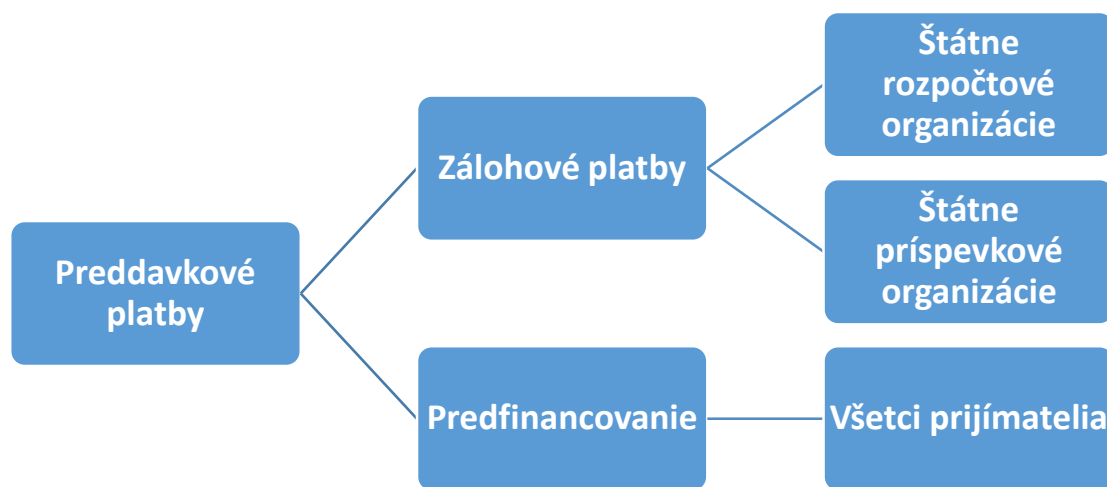 Štátne
rozpočtové
organizácie
Zálohové platby
Štátne
príspevkové
organizácie
Preddavkové
platby
Predfinancovanie
Všetci prijímatelia